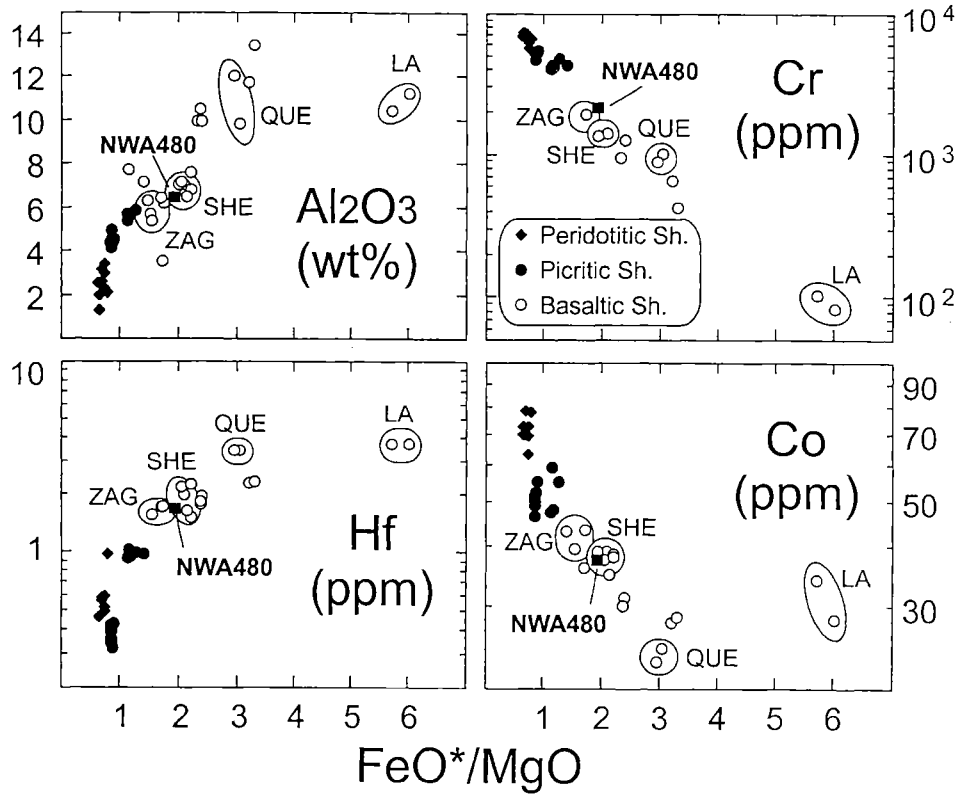 14
12
10
8
6
4
2
LA
QUE
NWA480
SHE
ZAG
Al2O3
(wt%)
10^4
10^3
10^2
NWA480
Cr
(ppm)
ZAG
SHE
QUE
Peridotitic Sh.
Picritic Sh.
Basaltic Sh.
LA
10
1
QUE
LA
SHE
ZAG
NWA480
Hf
(ppm)
1 2 3 4 5 6
90
70
50
30
Co
(ppm)
ZAG
SHE
NWA480
QUE
LA
1 2 3 4 5 6
FeO*/MgO